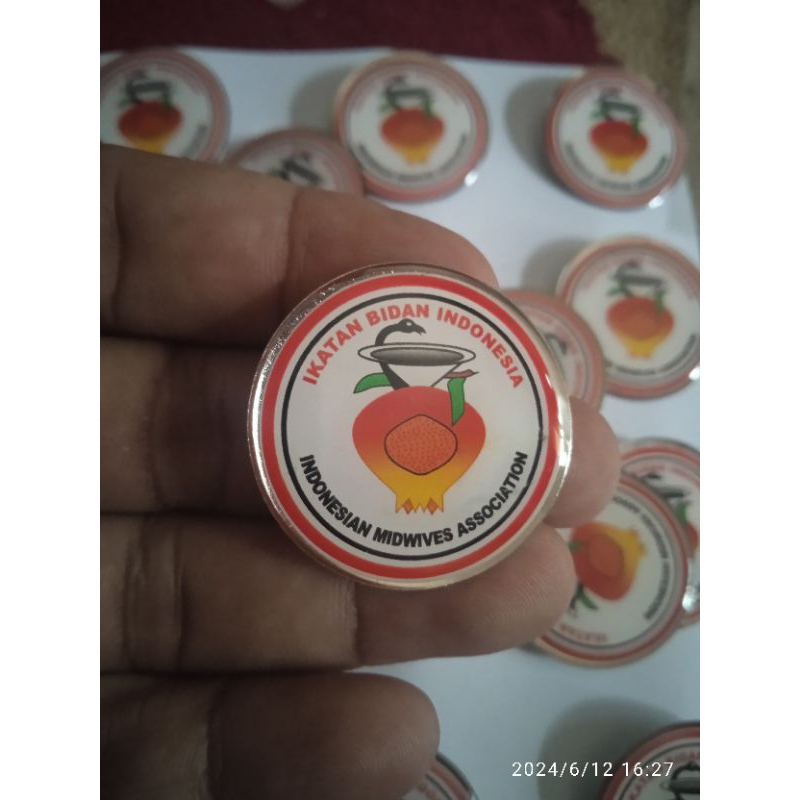 IKATAN BIDAN INDONESIA
INDONESIAN MIDWIVES ASSOCIATION
2024/6/12 16:27